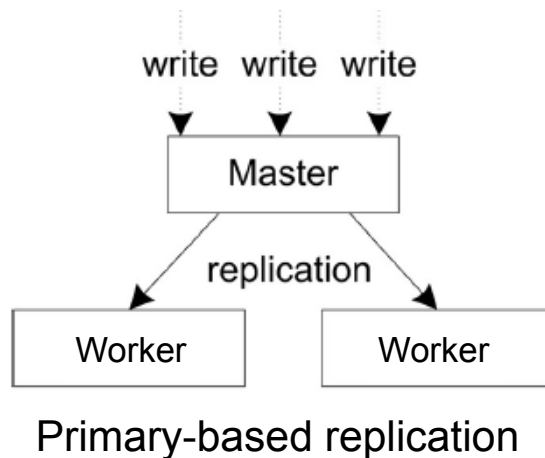 write write write
Master
replication
Worker Worker
Primary-based replication